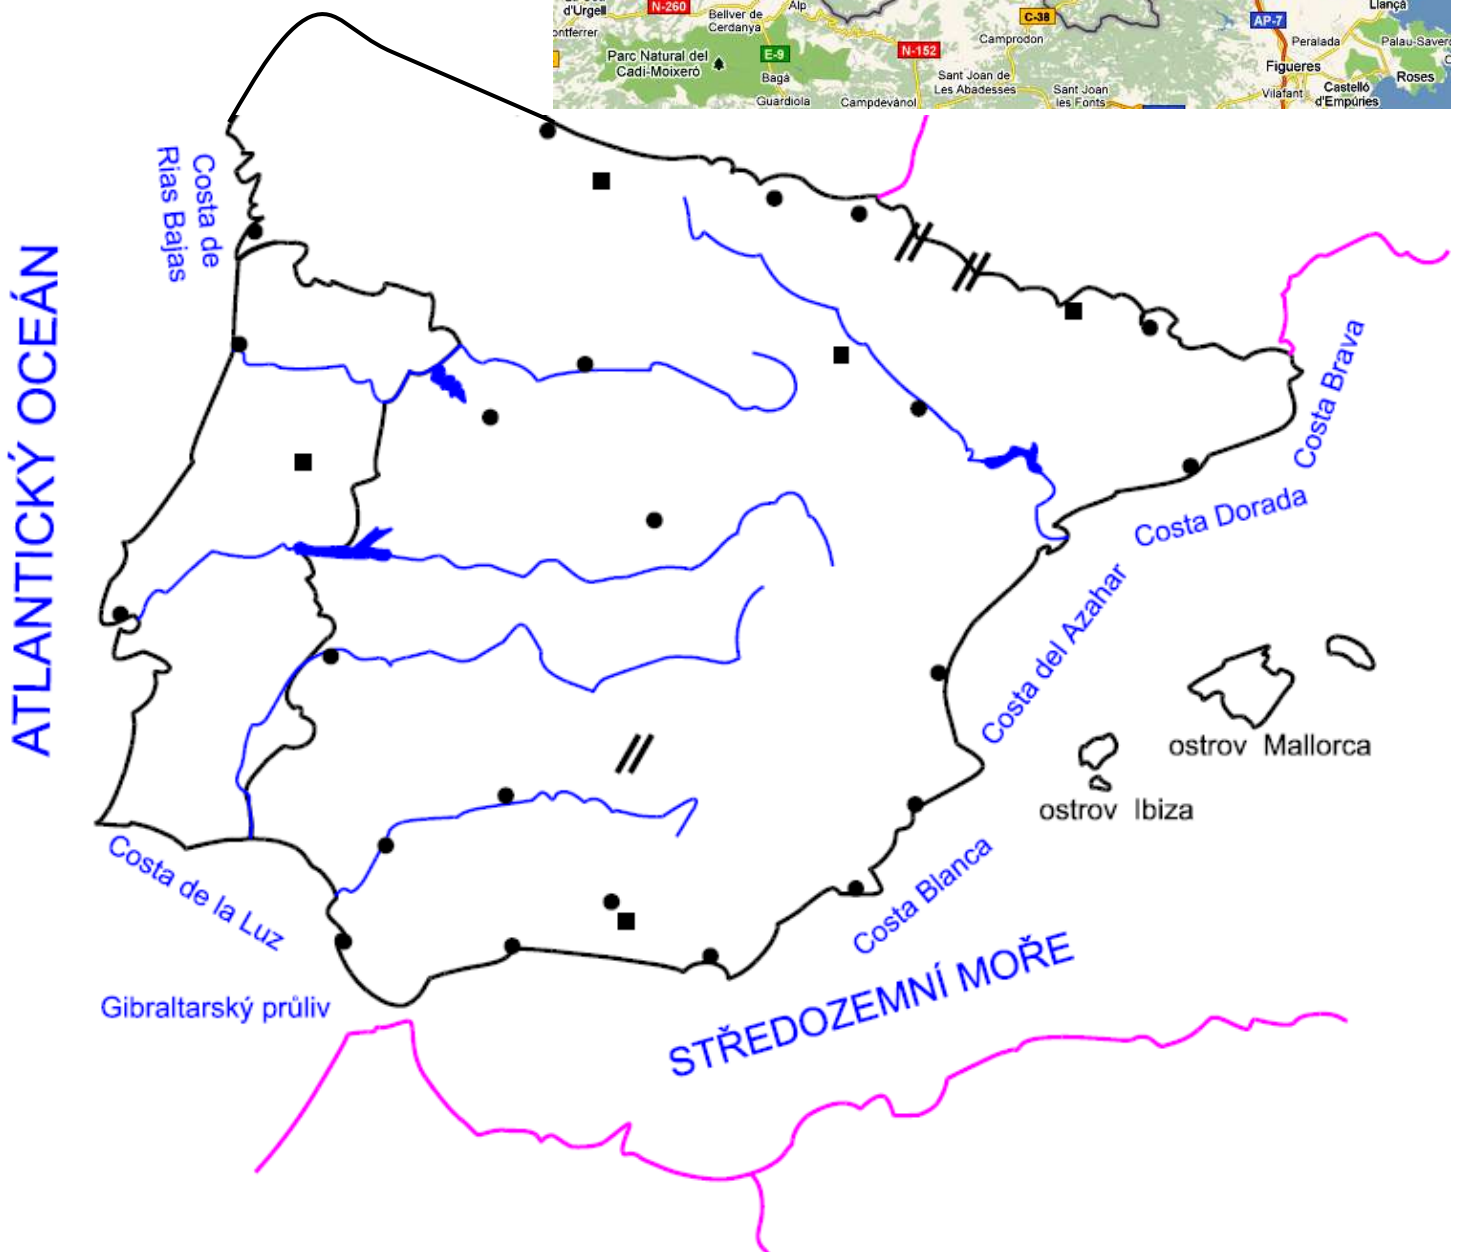 d'Urgell
N-260
Bellver de
Cerdanya
Alp
C-38
AP-7
Llançà
Parc Natural del
Cadí-Moixeró
E-9
Bagà
N-152
Camprodon
Peralada
Figueres
Roses
Sant Joan de
Les Abadesses
Sant Joan
les Fonts
Vilafant
Castelló
d'Empúries
Guardiola
Campdevànol
Costa de
Rias Bajas
ATLANTICKÝ OCEÁN
Costa Brava
Costa Dorada
Costa del Azahar
ostrov Mallorca
ostrov Ibiza
Costa Blanca
Costa de la Luz
Gibraltarský průliv
STŘEDOZEMNÍ MOŘE